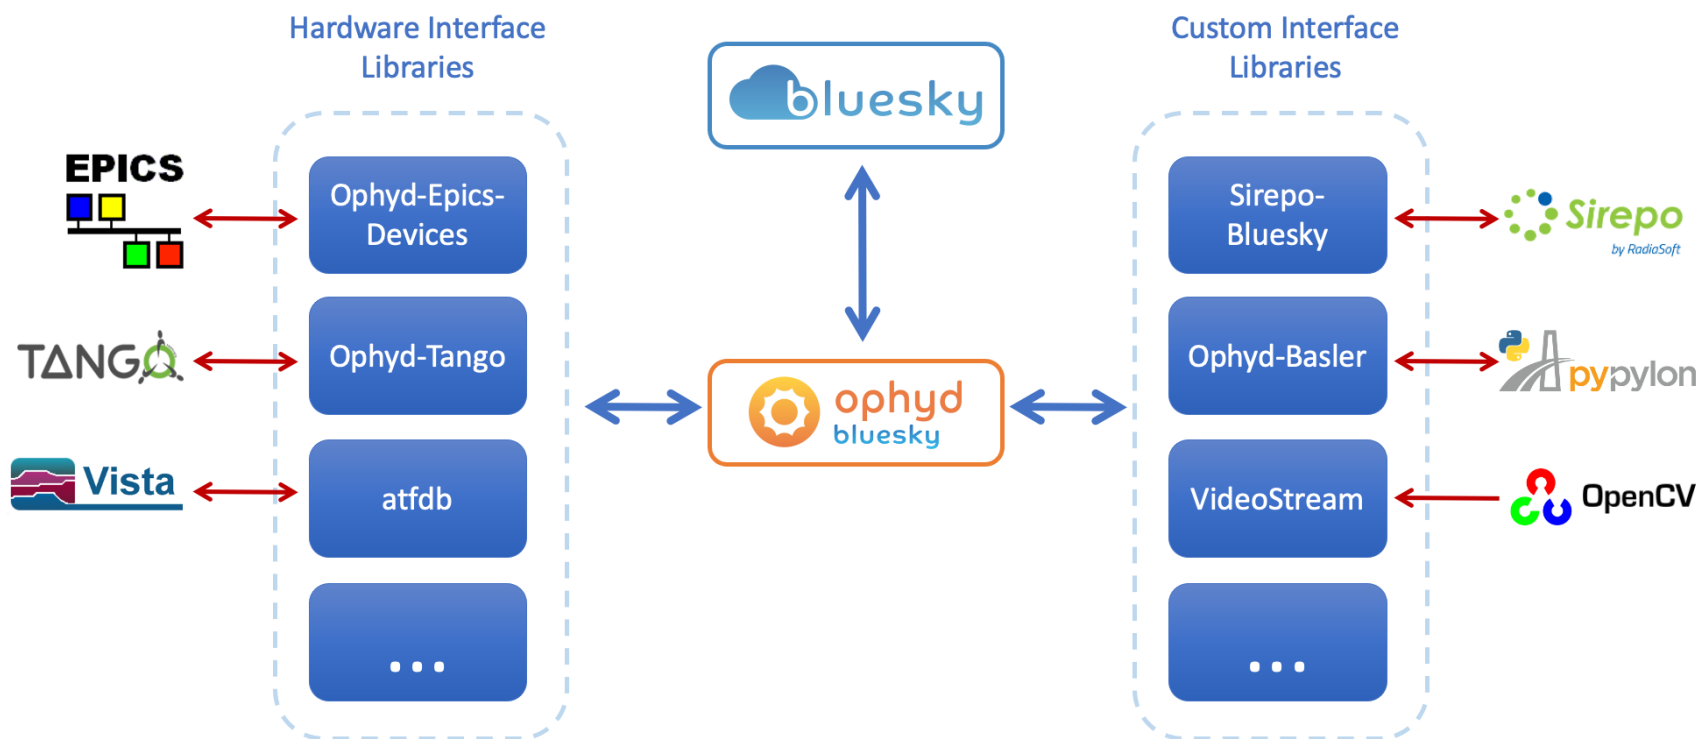 Hardware Interface
Libraries
EPICS
Ophyd-Epics-
Devices
TANGO
Ophyd-Tango
Vista
atfdb
...
bluesky
ophyd
bluesky
Custom Interface
Libraries
Sirepo-
Bluesky
Sirepo
by RadiaSoft
Ophyd-Basler
pypylon
VideoStream
OpenCV
...